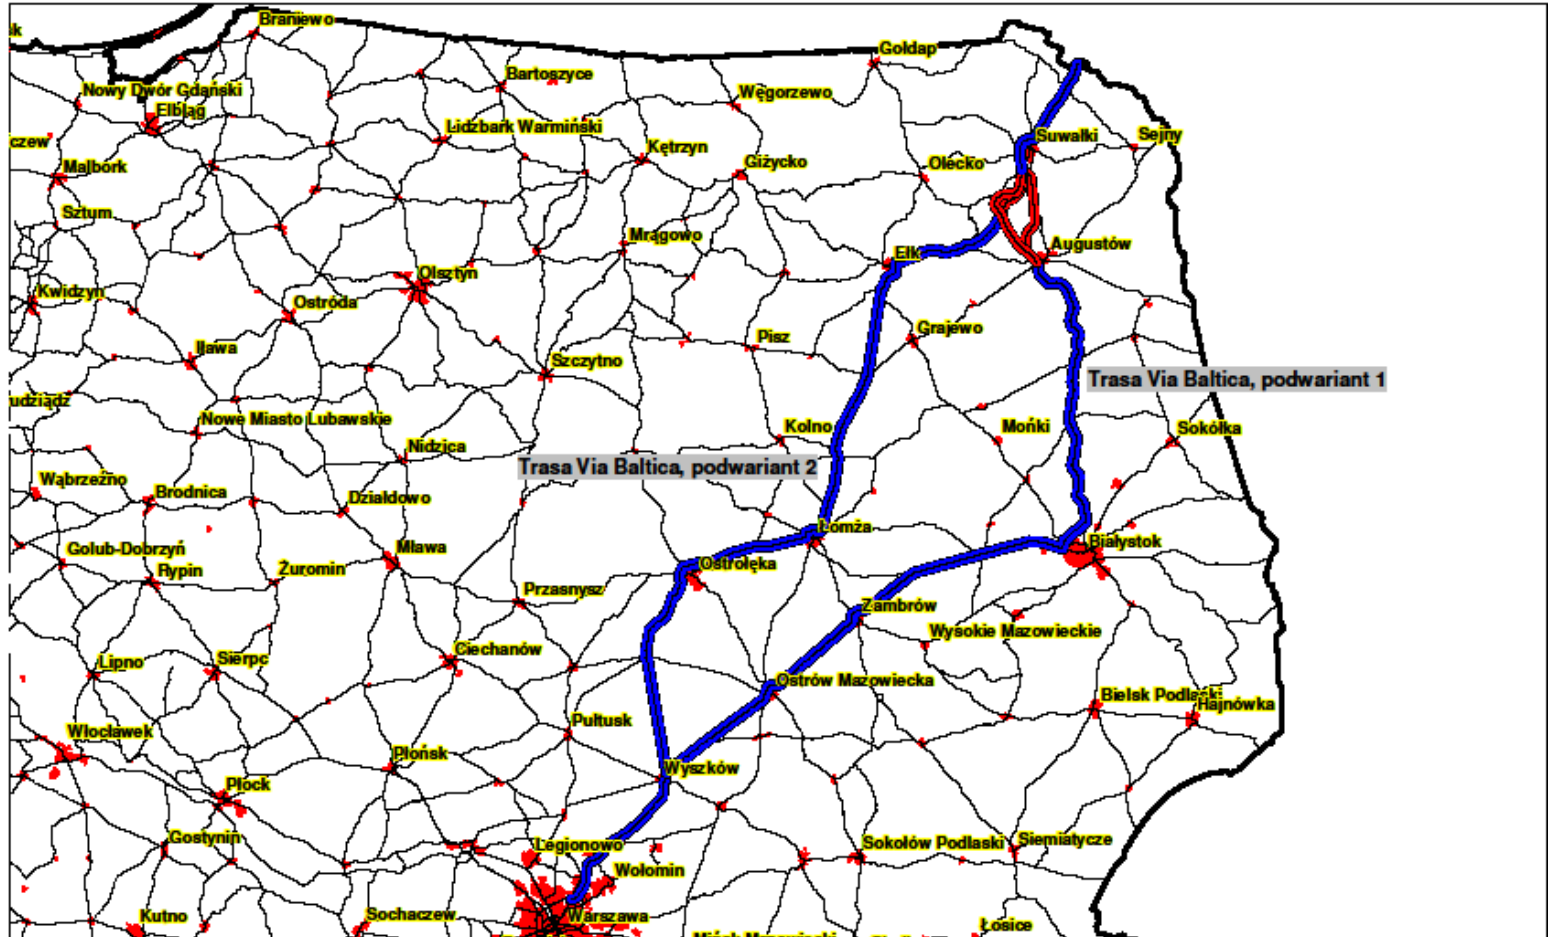 Braniewo
Gołdap
Bartoszyce
Nowy Dwór Gdański
Węgorzewo
Elbląg
Lidzbark Warmiński
Suwałki
Sejny
czew
Kętrzyn
Giżycko
Olecko
Malbork
Sztum
Mrągowo
Augustów
Ełk
Olsztyn
Kwidzyn
Ostróda
Grajewo
Pisz
Iława
Szczytno
Trasa Via Baltica, podwariant 1
udziądz
Nowe Miasto Lubawskie
Kolno
Mońki
Sokółka
Nidzica
Trasa Via Baltica, podwariant 2
Wąbrzeźno
Brodnica
Działdowo
Łomża
Białystok
Golub-Dobrzyń
Mława
Ostrołęka
Rypin
Żuromin
Przasnysz
Zambrów
Wysokie Mazowieckie
Ciechanów
Lipno
Sierpc
Ostrów Mazowiecka
Bielsk Podlaski
Hajnówka
Pułtusk
Włocławek
Płońsk
Wyszków
Płock
Gostynin
Legionowo
Sokołów Podlaski
Siemiatycze
Wołomin
Kutno
Sochaczew
Warszawa
Łosice
Mińsk Mazowiecki